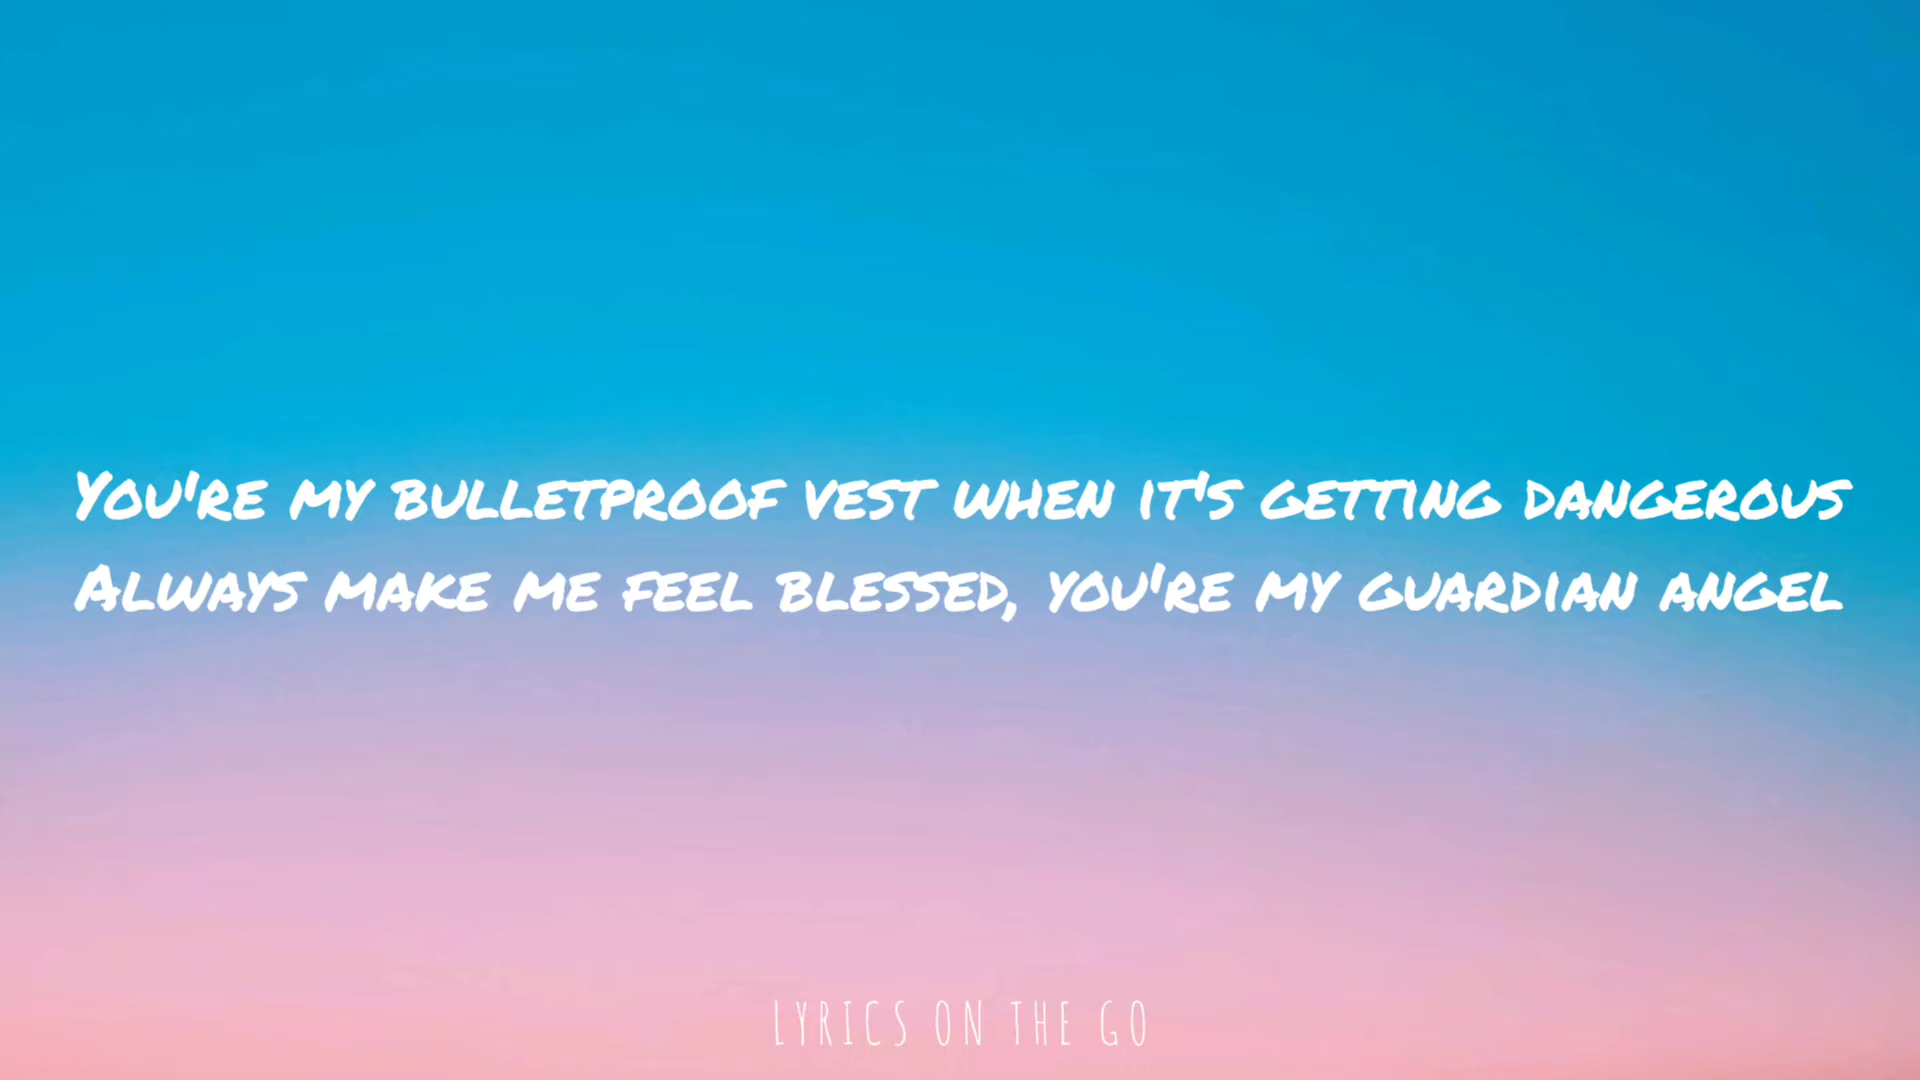 You're my bulletproof vest when it's getting dangerous
Always make me feel blessed, you're my guardian angel
LYRICS ON THE GO